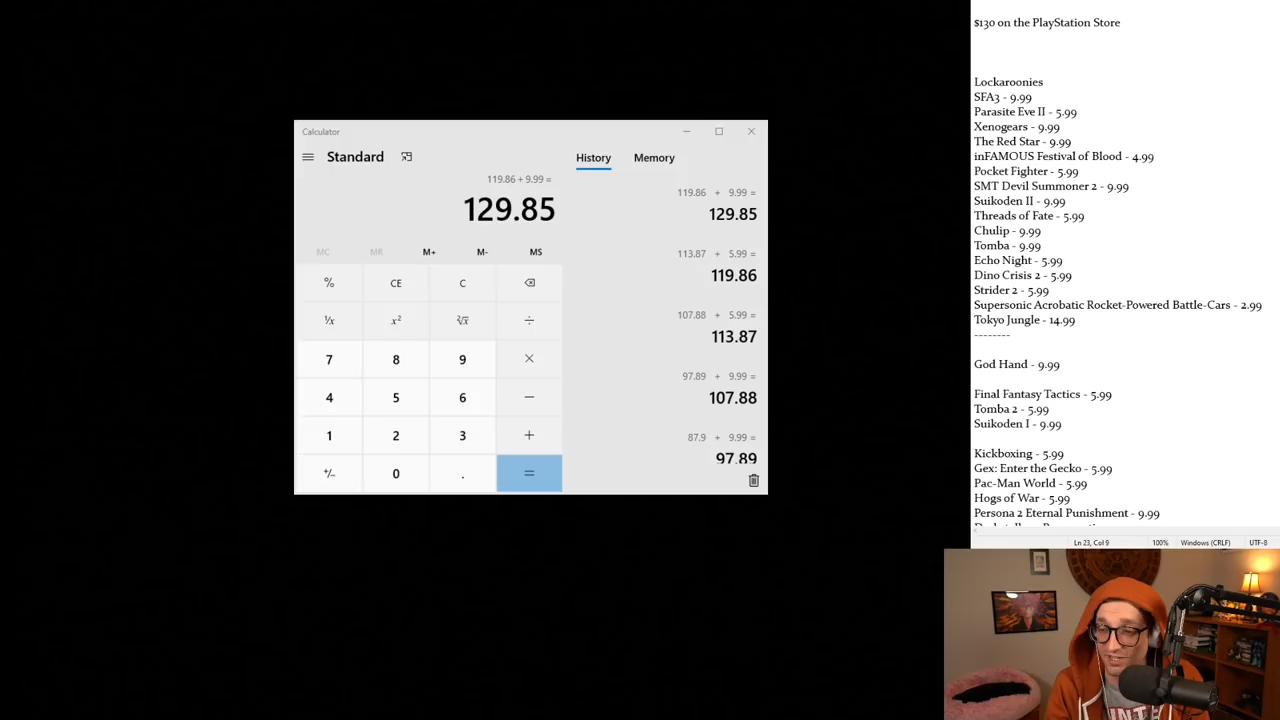 $130 on the PlayStation Store
Lockaroonies
SFA3 - 9.99
Parasite Eve II - 5.99
Xenogears - 9.99
The Red Star - 9.99
inFAMOUS Festival of Blood - 4.99
Pocket Fighter - 5.99
SMT Devil Summoner 2 - 9.99
Suikoden II - 9.99
Threads of Fate - 5.99
Chulip - 9.99
Tomba - 9.99
Echo Night - 5.99
Dino Crisis 2 - 5.99
Strider 2 - 5.99
Supersonic Acrobatic Rocket-Powered Battle-Cars - 2.99
Tokyo Jungle - 14.99
--------
God Hand - 9.99
Final Fantasy Tactics - 5.99
Tomba 2 - 5.99
Suikoden I - 9.99
Kickboxing - 5.99
Gex: Enter the Gecko - 5.99
Pac-Man World - 5.99
Hogs of War - 5.99
Persona 2 Eternal Punishment - 9.99
Ln 23, Col 9
100%
Windows (CRLF)
UTF-8
Calculator
Standard
119.86 + 9.99 =
129.85
MC MR M+ M- MS
% CE C
⅟x x² ²√x ÷
7 8 9 ×
4 5 6 −
1 2 3 +
+/− 0 . =
History Memory
119.86 + 9.99 =
129.85
113.87 + 5.99 =
119.86
107.88 + 5.99 =
113.87
97.89 + 9.99 =
107.88
87.9 + 9.99 =
97.89